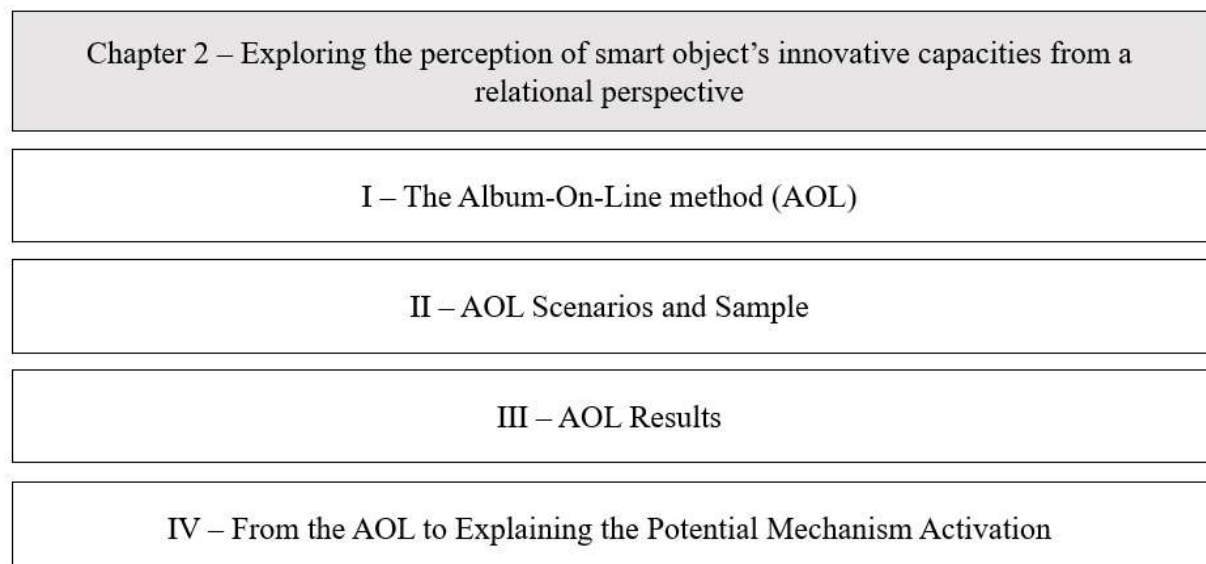 Chapter 2 – Exploring the perception of smart object’s innovative capacities from a
relational perspective
I – The Album-On-Line method (AOL)
II – AOL Scenarios and Sample
III – AOL Results
IV – From the AOL to Explaining the Potential Mechanism Activation